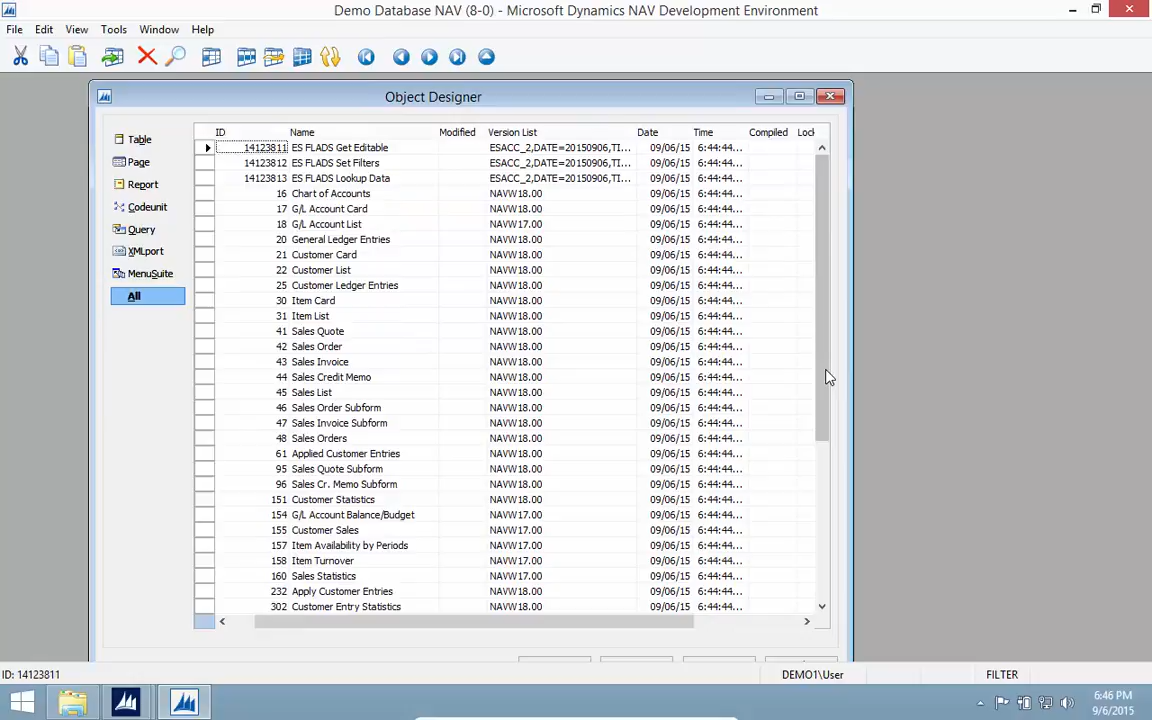 Demo Database NAV (8-0) - Microsoft Dynamics NAV Development Environment
File Edit View Tools Window Help
Object Designer
Table
Page
Report
Codeunit
Query
XMLport
MenuSuite
All
ID Name Modified Version List Date Time Compiled Lock
14123811 ES FLADS Get Editable ESACC_2,DATE=20150906,TI... 09/06/15 6:44:44...
14123812 ES FLADS Set Filters ESACC_2,DATE=20150906,TI... 09/06/15 6:44:44...
14123813 ES FLADS Lookup Data ESACC_2,DATE=20150906,TI... 09/06/15 6:44:44...
16 Chart of Accounts NAVW18.00 09/06/15 6:44:44...
17 G/L Account Card NAVW18.00 09/06/15 6:44:44...
18 G/L Account List NAVW17.00 09/06/15 6:44:44...
20 General Ledger Entries NAVW18.00 09/06/15 6:44:44...
21 Customer Card NAVW18.00 09/06/15 6:44:44...
22 Customer List NAVW18.00 09/06/15 6:44:44...
25 Customer Ledger Entries NAVW18.00 09/06/15 6:44:44...
30 Item Card NAVW18.00 09/06/15 6:44:44...
31 Item List NAVW18.00 09/06/15 6:44:44...
41 Sales Quote NAVW18.00 09/06/15 6:44:44...
42 Sales Order NAVW18.00 09/06/15 6:44:44...
43 Sales Invoice NAVW18.00 09/06/15 6:44:44...
44 Sales Credit Memo NAVW18.00 09/06/15 6:44:44...
45 Sales List NAVW18.00 09/06/15 6:44:44...
46 Sales Order Subform NAVW18.00 09/06/15 6:44:44...
47 Sales Invoice Subform NAVW18.00 09/06/15 6:44:44...
48 Sales Orders NAVW18.00 09/06/15 6:44:44...
61 Applied Customer Entries NAVW18.00 09/06/15 6:44:44...
95 Sales Quote Subform NAVW18.00 09/06/15 6:44:44...
96 Sales Cr. Memo Subform NAVW18.00 09/06/15 6:44:44...
151 Customer Statistics NAVW18.00 09/06/15 6:44:44...
154 G/L Account Balance/Budget NAVW17.00 09/06/15 6:44:44...
155 Customer Sales NAVW17.00 09/06/15 6:44:44...
157 Item Availability by Periods NAVW17.00 09/06/15 6:44:44...
158 Item Turnover NAVW17.00 09/06/15 6:44:44...
160 Sales Statistics NAVW17.00 09/06/15 6:44:44...
232 Apply Customer Entries NAVW18.00 09/06/15 6:44:44...
302 Customer Entry Statistics NAVW18.00 09/06/15 6:44:44...
ID: 14123811 DEMO1\User FILTER
6:46 PM
9/6/2015